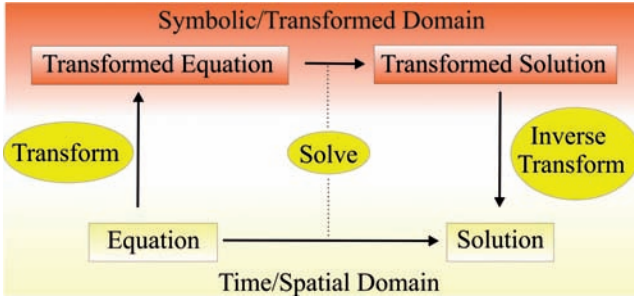 Symbolic/Transformed Domain
Transformed Equation
Transformed Solution
Transform
Solve
Inverse
Transform
Equation
Solution
Time/Spatial Domain